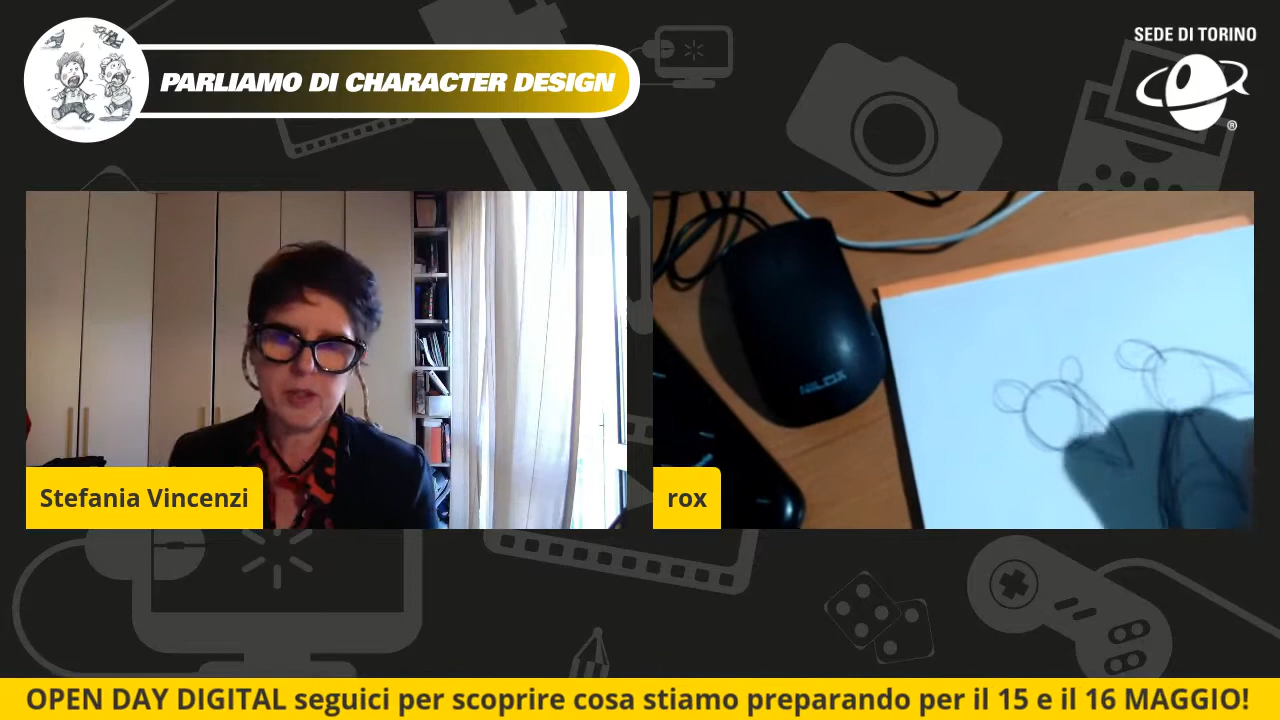 PARLIAMO DI CHARACTER DESIGN
SEDE DI TORINO
®
NILOX
Stefania Vincenzi
rox
OPEN DAY DIGITAL seguici per scoprire cosa stiamo preparando per il 15 e il 16 MAGGIO!